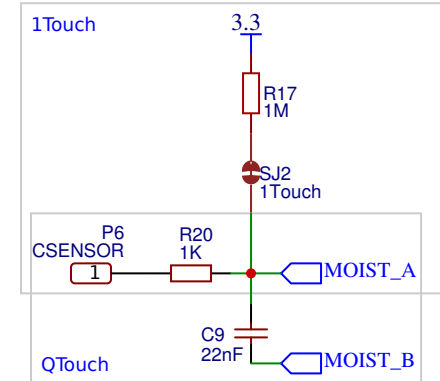 1Touch
3.3
R17
1M
SJ2
1Touch
P6
CSENSOR
1
R20
1K
MOIST_A
C9
22nF
MOIST_B
QTouch